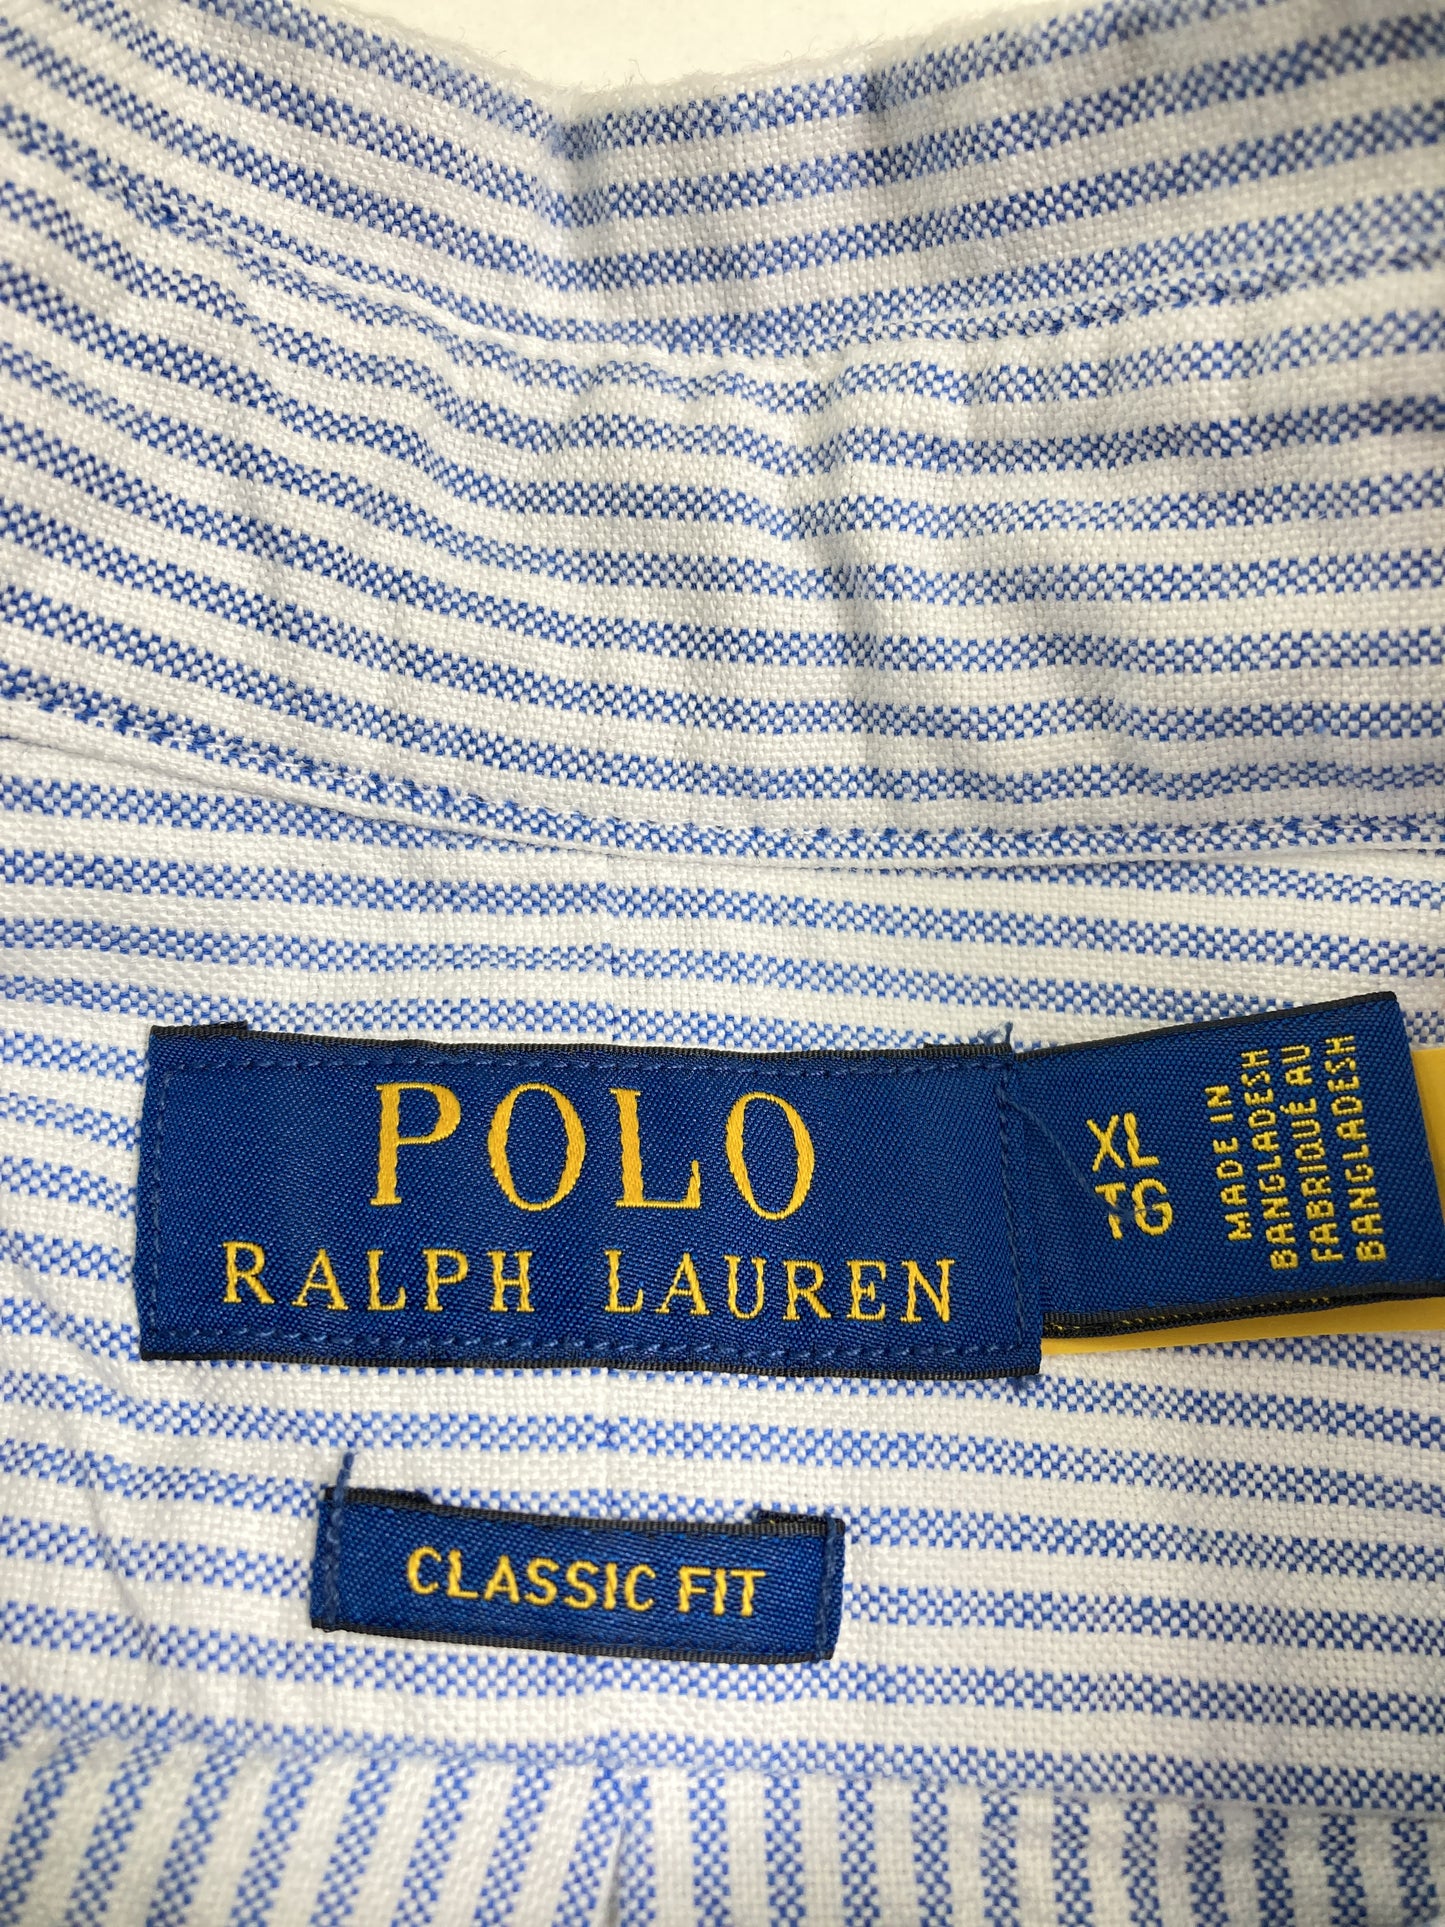 POLO
RALPH LAUREN
XL
TG
MADE IN
BANGLADESH
FABRIQUÉ AU
BANGLADESH
CLASSIC FIT